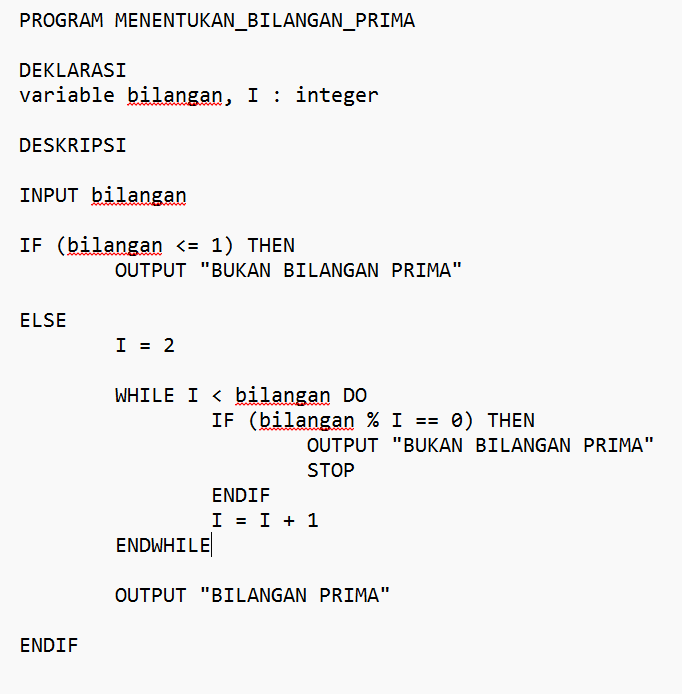 PROGRAM MENENTUKAN_BILANGAN_PRIMA
DEKLARASI
variable bilangan, I : integer
DESKRIPSI
INPUT bilangan
IF (bilangan <= 1) THEN
OUTPUT "BUKAN BILANGAN PRIMA"
ELSE
I = 2
WHILE I < bilangan DO
IF (bilangan % I == 0) THEN
OUTPUT "BUKAN BILANGAN PRIMA"
STOP
ENDIF
I = I + 1
ENDWHILE
OUTPUT "BILANGAN PRIMA"
ENDIF